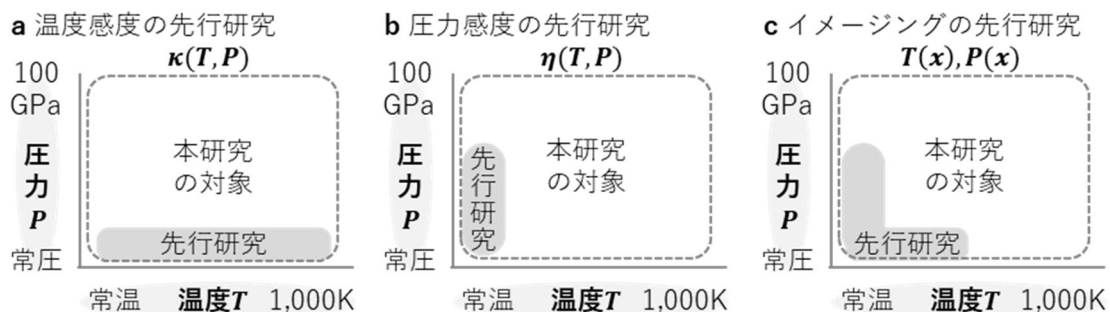 a 温度感度の先行研究
κ(T,P)
100
GPa
圧
力
P
常圧
本研究
の対象
先行研究
常温 温度T 1,000K
b 圧力感度の先行研究
η(T,P)
100
GPa
圧
力
P
常圧
先
行
研
究
本研究
の対象
常温 温度T 1,000K
c イメージングの先行研究
T(x),P(x)
100
GPa
圧
力
P
常圧
本研究
の対象
先行研究
常温 温度T 1,000K